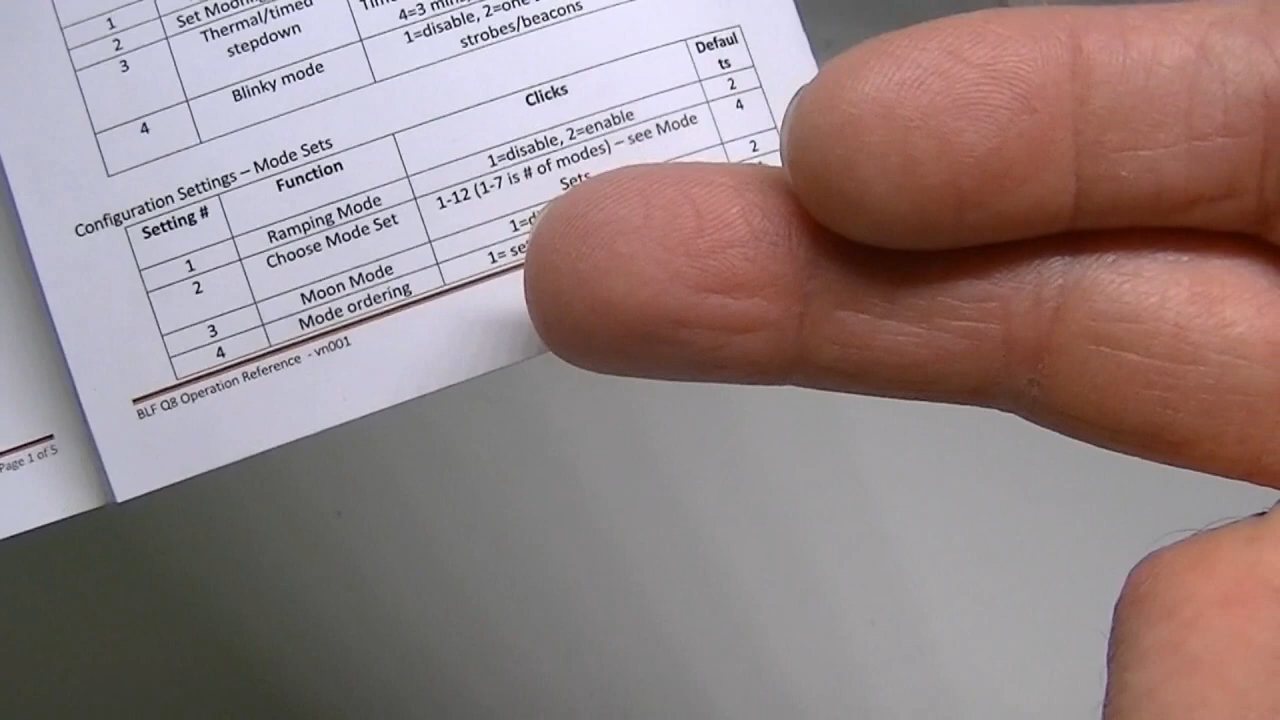 1 Set
2 Thermal/timed 4=3
stepdown 1=disable, 2=one
3 strobes/beacons
Blinky mode
4
Configuration Settings – Mode Sets
Setting # Function Clicks Defaul
ts
1 Ramping Mode 1=disable, 2=enable 2
2 Choose Mode Set 1-12 (1-7 is # of modes) – see Mode 4
Sets
3 Moon Mode 2
4 Mode ordering 1=
BLF Q8 Operation Reference - vn001
Page 1 of 5